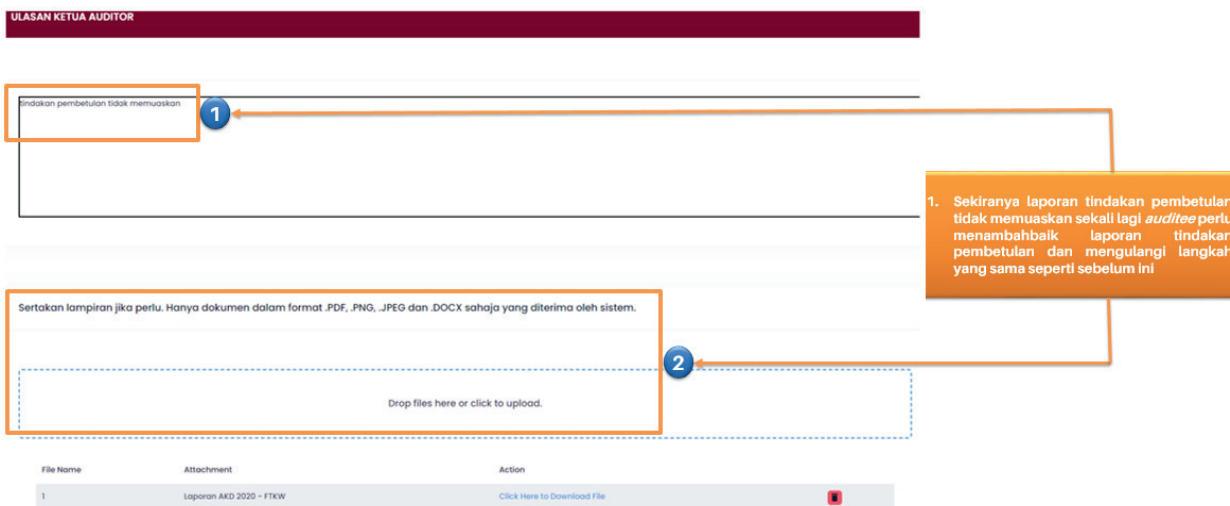 ULASAN KETUA AUDITOR
tindakan pembetulan tidak memuaskan
1
1. Sekiranya laporan tindakan pembetulan
tidak memuaskan sekali lagi auditee perlu
menambahbaik laporan tindakan
pembetulan dan mengulangi langkah
yang sama seperti sebelum ini
Sertakan lampiran jika perlu. Hanya dokumen dalam format .PDF, .PNG, .JPEG dan .DOCX sahaja yang diterima oleh sistem.
2
Drop files here or click to upload.
File Name Attachment Action
1 Laporan AKD 2020 - FTKW Click Here to Download File